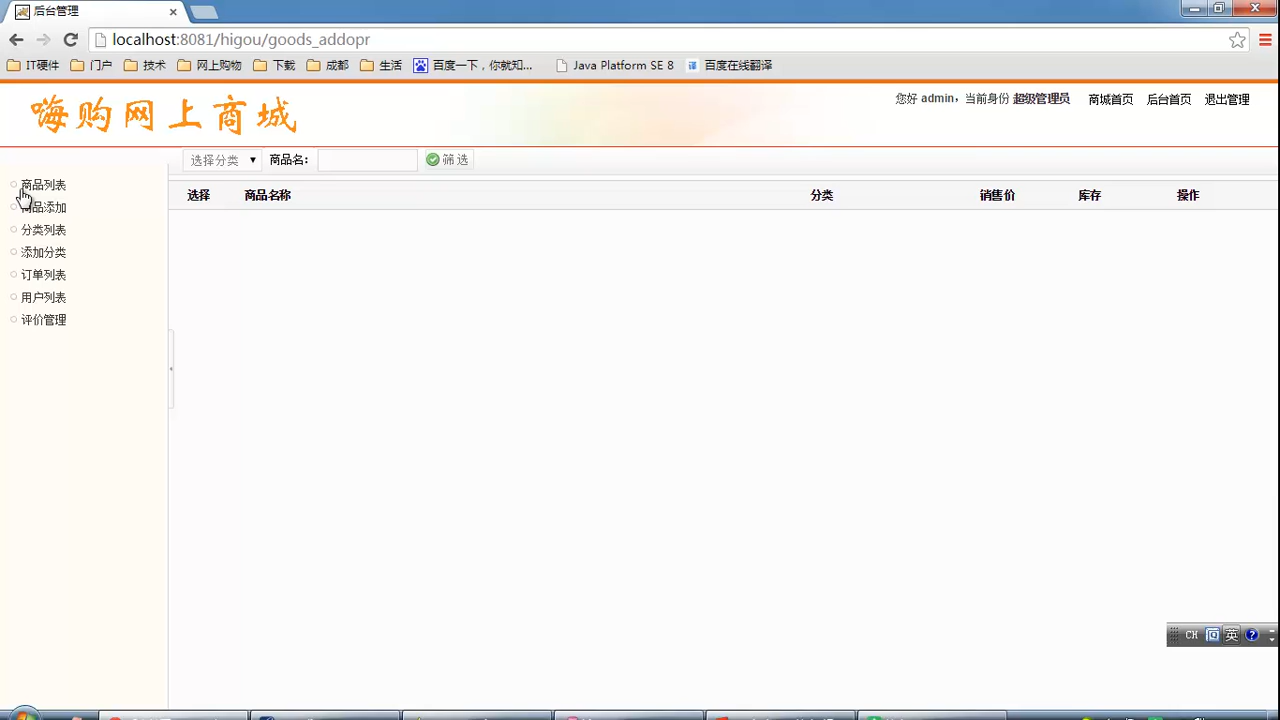 后台管理
localhost:8081/higou/goods_addopr
IT硬件 门户 技术 网上购物 下载 成都 生活 百度一下，你就知... Java Platform SE 8 百度在线翻译
嗨购网上商城
您好 admin，当前身份 超级管理员 商城首页 后台首页 退出管理
选择分类 商品名： 筛选
选择 商品名称 分类 销售价 库存 操作
商品列表
商品添加
分类列表
添加分类
订单列表
用户列表
评价管理
CH 英